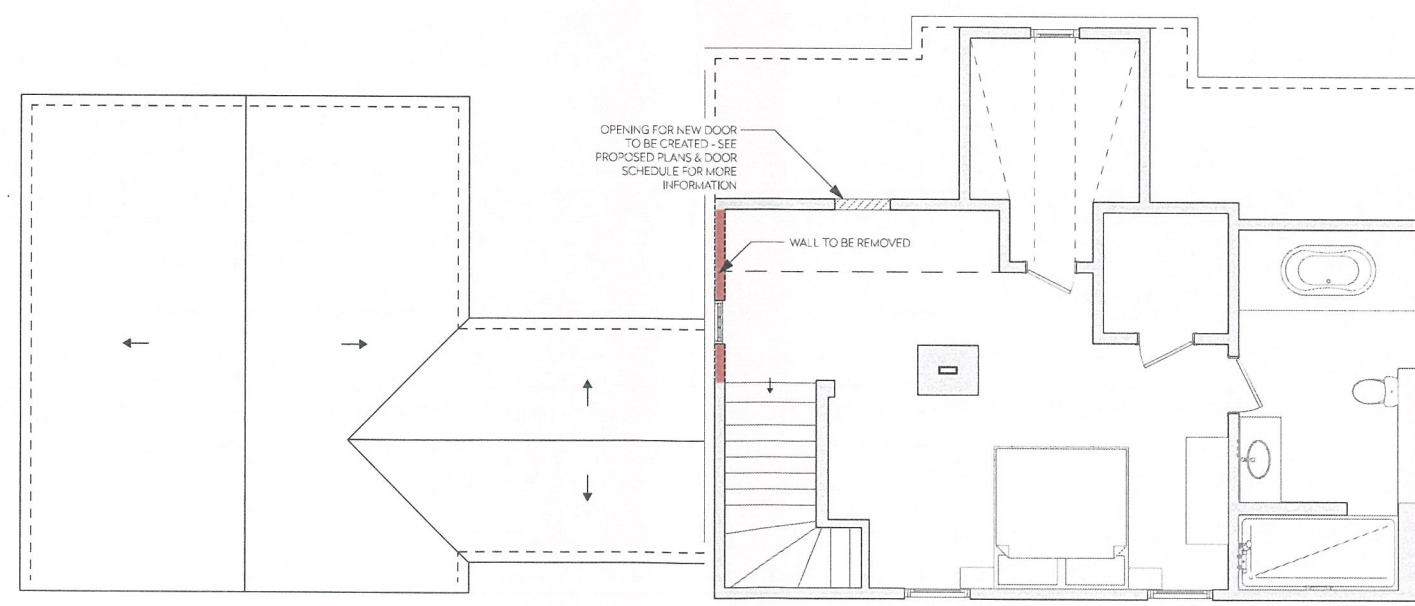 OPENING FOR NEW DOOR
TO BE CREATED - SEE
PROPOSED PLANS & DOOR
SCHEDULE FOR MORE
INFORMATION
WALL TO BE REMOVED